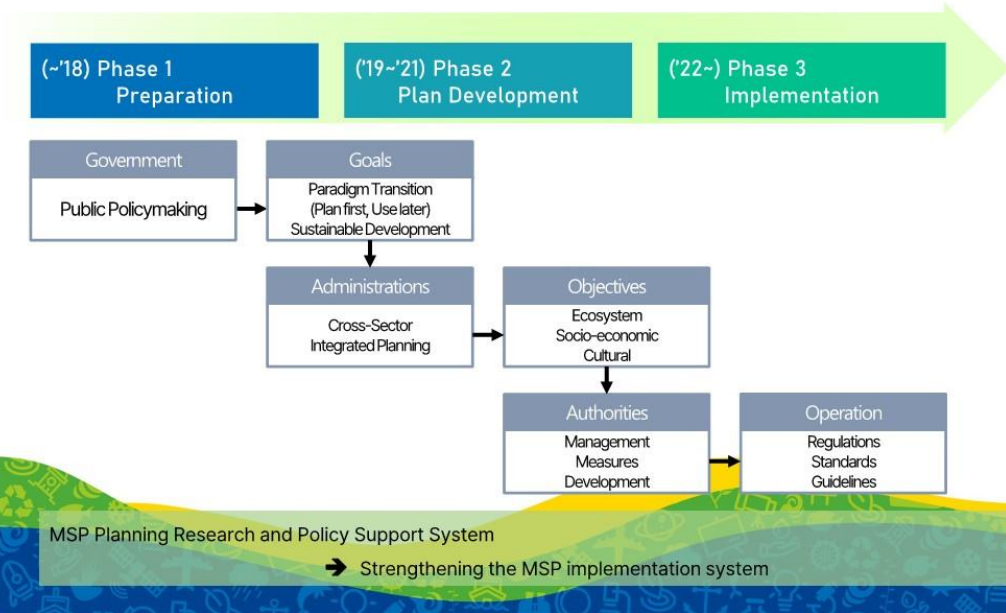 (~'18) Phase 1
Preparation
('19~'21) Phase 2
Plan Development
('22~) Phase 3
Implementation
Government
Public Policymaking
Goals
Paradigm Transition
(Plan first, Use later)
Sustainable Development
Administrations
Cross-Sector
Integrated Planning
Objectives
Ecosystem
Socio-economic
Cultural
Authorities
Management
Measures
Development
Operation
Regulations
Standards
Guidelines
MSP Planning Research and Policy Support System
➔ Strengthening the MSP implementation system